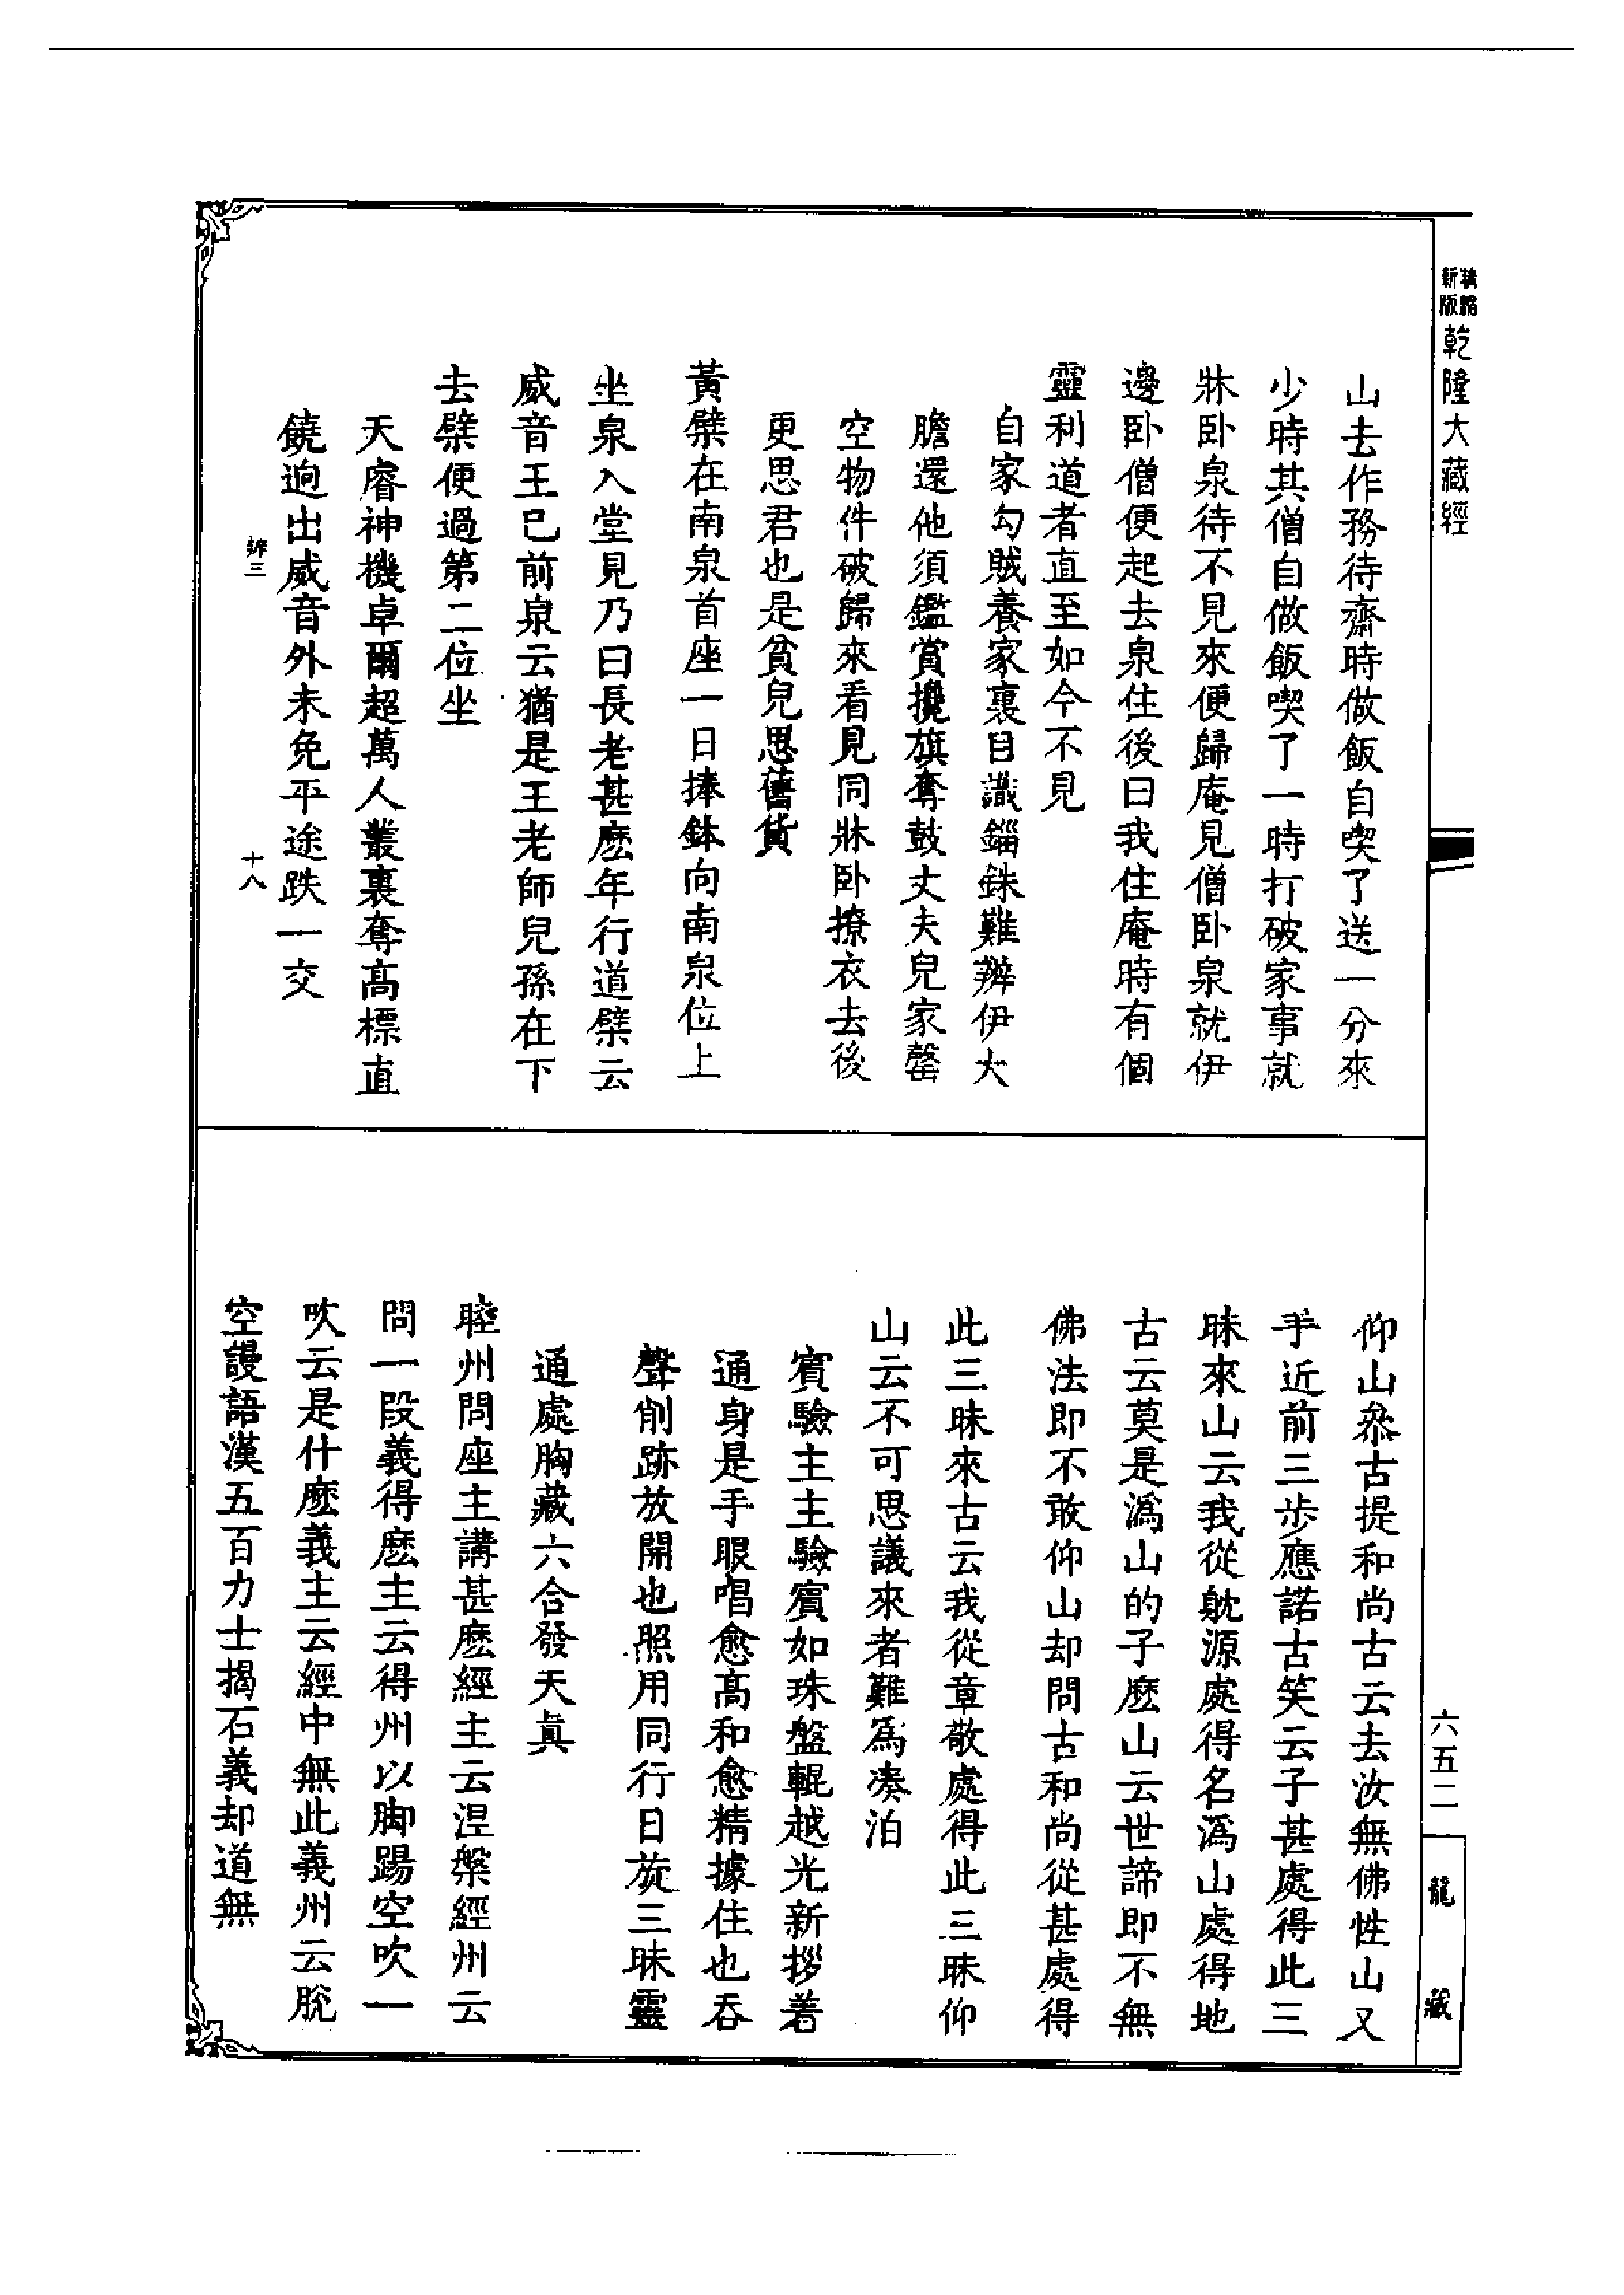 新版精縮乾隆大藏經
山去作務待齋時做飯自喫了送一分來
少時其僧自做飯喫了一時打破家事就
牀卧泉待不見來便歸庵見僧卧泉就伊
邊卧僧便起去泉住後曰我住庵時有個
靈利道者直至如今不見
自家勾賊養家裏日識錙銖難辨伊大
膽還他須鑑賞攙旗奪鼓丈夫兒家罄
空物件破歸來看見同牀卧撩衣去後
更思君也是貧兒思舊貨
黃檗在南泉首座一日捧鉢向南泉位上
坐泉入堂見乃曰長老甚麽年行道檗云
威音王已前泉云猶是王老師兒孫在下
去檗便過第二位坐
天睿神機卓爾超萬人叢裏奪髙標直
饒逈出威音外未免平途跌一交
辨三
十八
仰山叅古提和尚古云去汝無佛性山又
手近前三步應諾古笑云子甚處得此三
昧來山云我從躭源處得名溈山處得地
古云莫是溈山的子麽山云世諦即不無
佛法即不敢仰山却問古和尚從甚處得
此三昧來古云我從章敬處得此三昧仰
山云不可思議來者難爲凑泊
賓驗主主驗賓如珠盤輥越光新拶着
通身是手眼唱愈髙和愈精據住也吞
聲削跡放開也照用同行日旋三昧靈
通處胸藏六合發天真
睦州問座主講甚麽經主云涅槃經州云
問一段義得麽主云得州以脚踢空吹一
吹云是什麽義主云經中無此義州云脫
空謾語漢五百力士揭石義却道無
六五二
龍藏